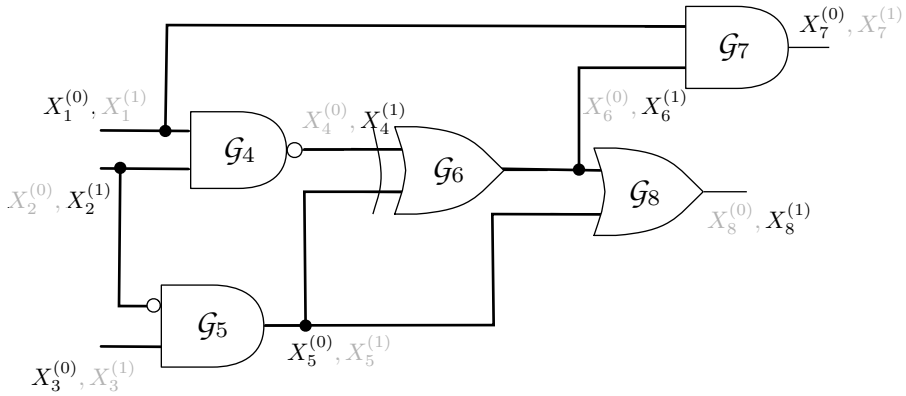 X_7^{(0)}, X_7^{(1)}
𝒢_7
X_1^{(0)}, X_1^{(1)}
X_6^{(0)}, X_6^{(1)}
X_4^{(0)}, X_4^{(1)}
𝒢_4
𝒢_6
X_2^{(0)}, X_2^{(1)}
𝒢_8
X_8^{(0)}, X_8^{(1)}
𝒢_5
X_5^{(0)}, X_5^{(1)}
X_3^{(0)}, X_3^{(1)}